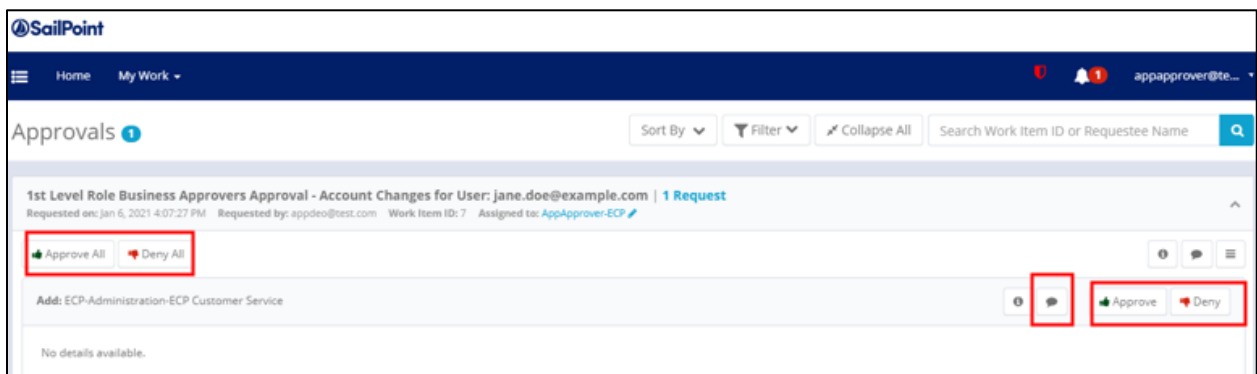 SailPoint
Home My Work 1 appapprover@te...
Approvals 1 Sort By Filter Collapse All Search Work Item ID or Requestee Name
1st Level Role Business Approvers Approval - Account Changes for User: jane.doe@example.com | 1 Request
Requested on: Jan 6, 2021 4:07:27 PM Requested by: appdeo@test.com Work Item ID: 7 Assigned to: AppApprover-ECP
Approve All Deny All
Add: ECP-Administration-ECP Customer Service Approve Deny
No details available.